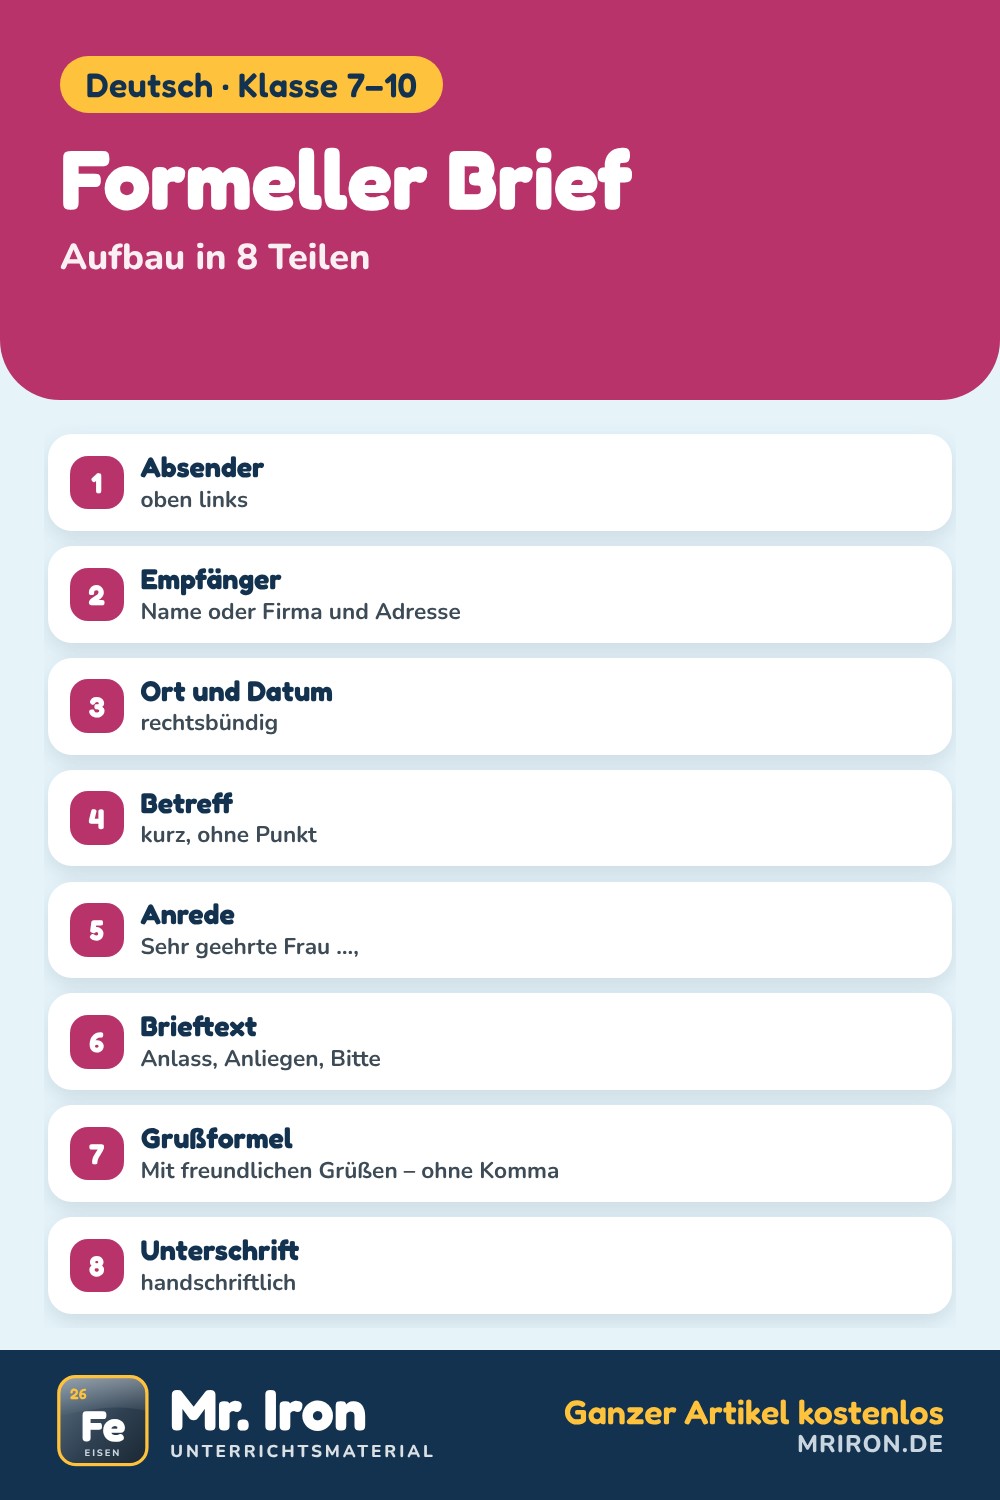 Deutsch · Klasse 7–10
Formeller Brief
Aufbau in 8 Teilen
1
Absender
oben links
2
Empfänger
Name oder Firma und Adresse
3
Ort und Datum
rechtsbündig
4
Betreff
kurz, ohne Punkt
5
Anrede
Sehr geehrte Frau …,
6
Brieftext
Anlass, Anliegen, Bitte
7
Grußformel
Mit freundlichen Grüßen – ohne Komma
8
Unterschrift
handschriftlich
26
Fe
EISEN
Mr. Iron
UNTERRICHTSMATERIAL
Ganzer Artikel kostenlos
MRIRON.DE